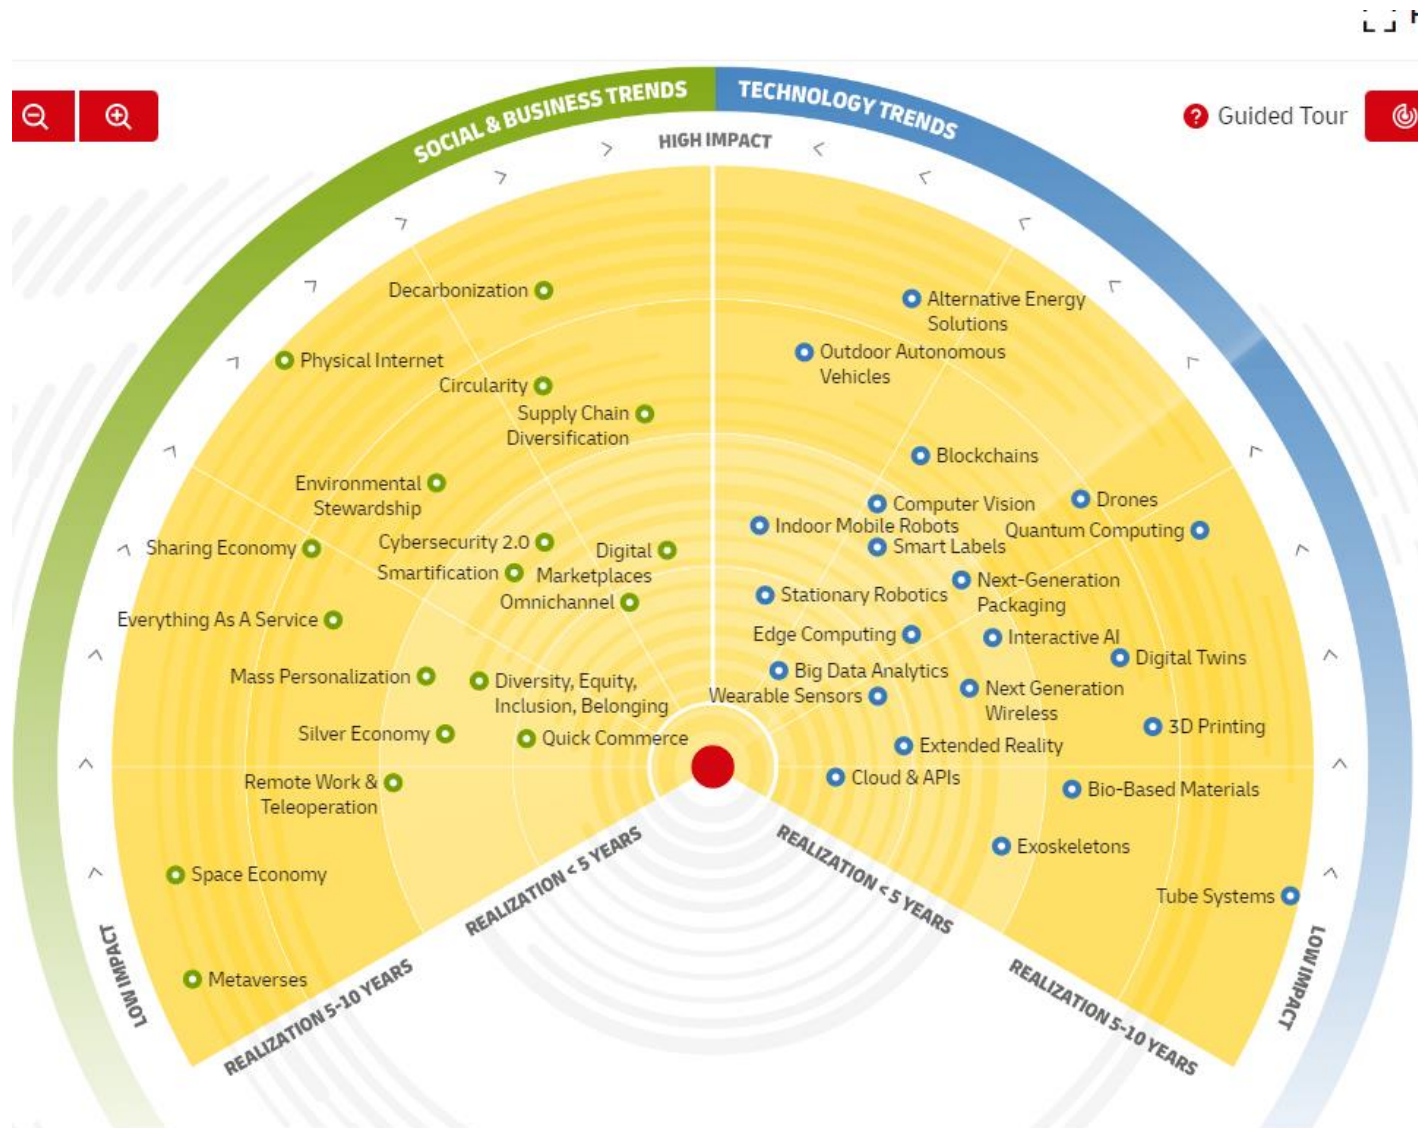 SOCIAL & BUSINESS TRENDS
TECHNOLOGY TRENDS
Guided Tour
HIGH IMPACT
Decarbonization
Physical Internet
Circularity
Supply Chain
Diversification
Environmental
Stewardship
Sharing Economy
Cybersecurity 2.0
Smartification
Digital
Marketplaces
Omnichannel
Everything As A Service
Mass Personalization
Diversity, Equity,
Inclusion, Belonging
Silver Economy
Quick Commerce
Remote Work &
Teleoperation
Space Economy
Metaverses
LOW IMPACT
REALIZATION < 5 YEARS
REALIZATION 5-10 YEARS
Alternative Energy
Solutions
Outdoor Autonomous
Vehicles
Blockchains
Computer Vision
Drones
Indoor Mobile Robots
Quantum Computing
Smart Labels
Next-Generation
Packaging
Stationary Robotics
Edge Computing
Interactive AI
Digital Twins
Big Data Analytics
Wearable Sensors
Next Generation
Wireless
3D Printing
Extended Reality
Cloud & APIs
Bio-Based Materials
Exoskeletons
Tube Systems
REALIZATION < 5 YEARS
REALIZATION 5-10 YEARS
LOW IMPACT